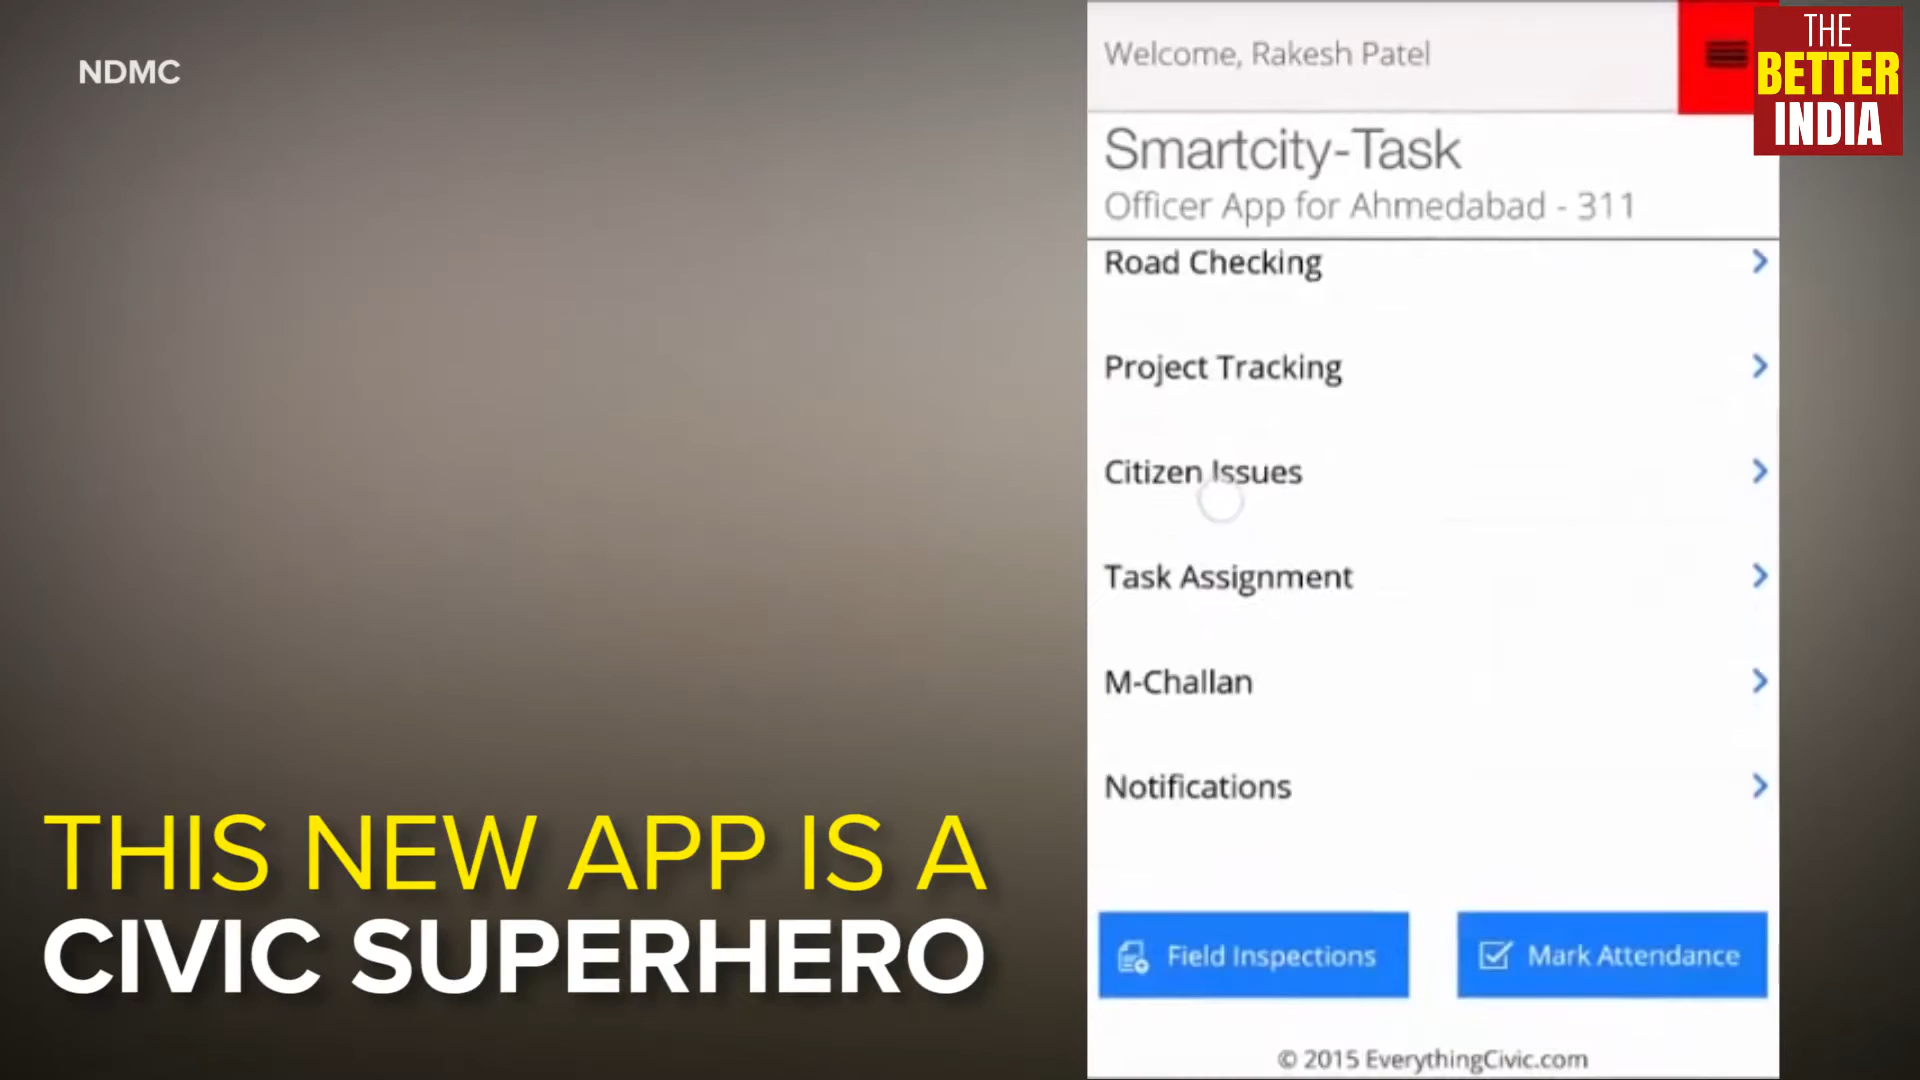 NDMC
THIS NEW APP IS A
CIVIC SUPERHERO
Welcome, Rakesh Patel
Smartcity-Task
Officer App for Ahmedabad - 311
Road Checking
Project Tracking
Citizen Issues
Task Assignment
M-Challan
Notifications
Field Inspections
Mark Attendance
© 2015 EverythingCivic.com
THE
BETTER
INDIA